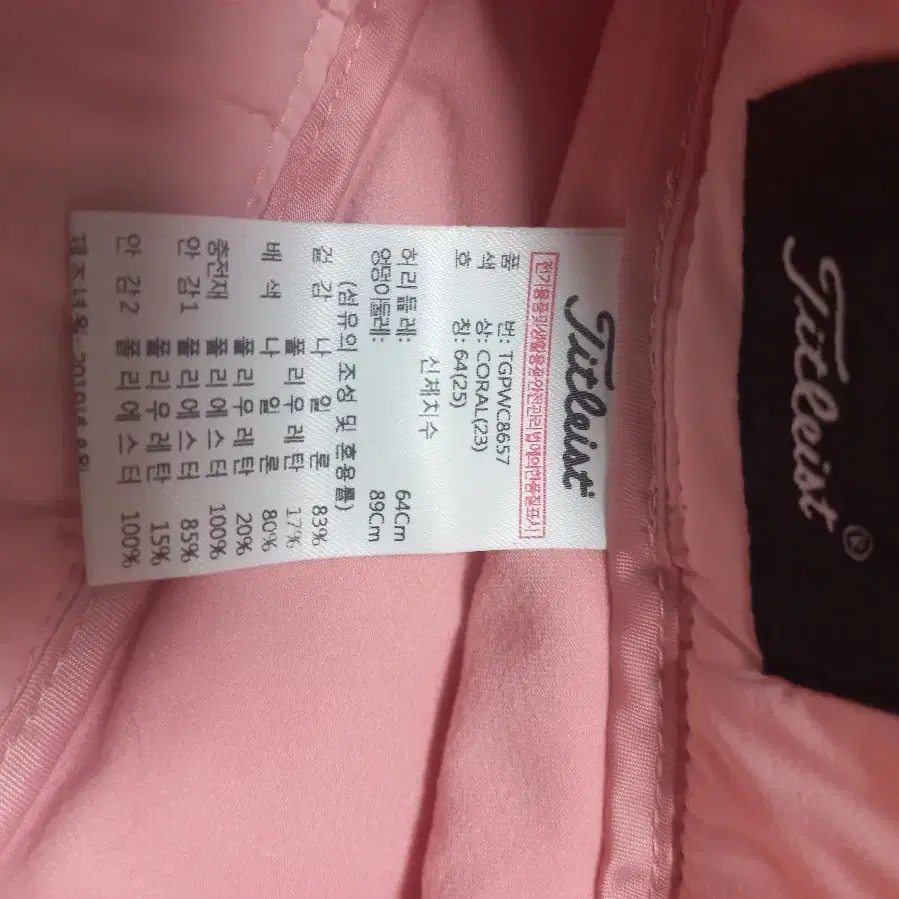 Titleist
전기용품및생활용품안전관리법에의한품질표시
품 번: TGPWC8657
색 상: CORAL(23)
호 칭: 64(25)
신체치수
허리둘레: 64Cm
엉덩이둘레: 89Cm
(섬유의 조성 및 혼용률)
겉 감 나 일 론 83%
폴 리 우 레 탄 17%
배 색 나 일 론 80%
폴 리 우 레 탄 20%
충전재 폴 리 에 스 터 100%
안 감1 폴 리 에 스 터 85%
폴 리 우 레 탄 15%
안 감2 폴 리 에 스 터 100%
Titleist ®